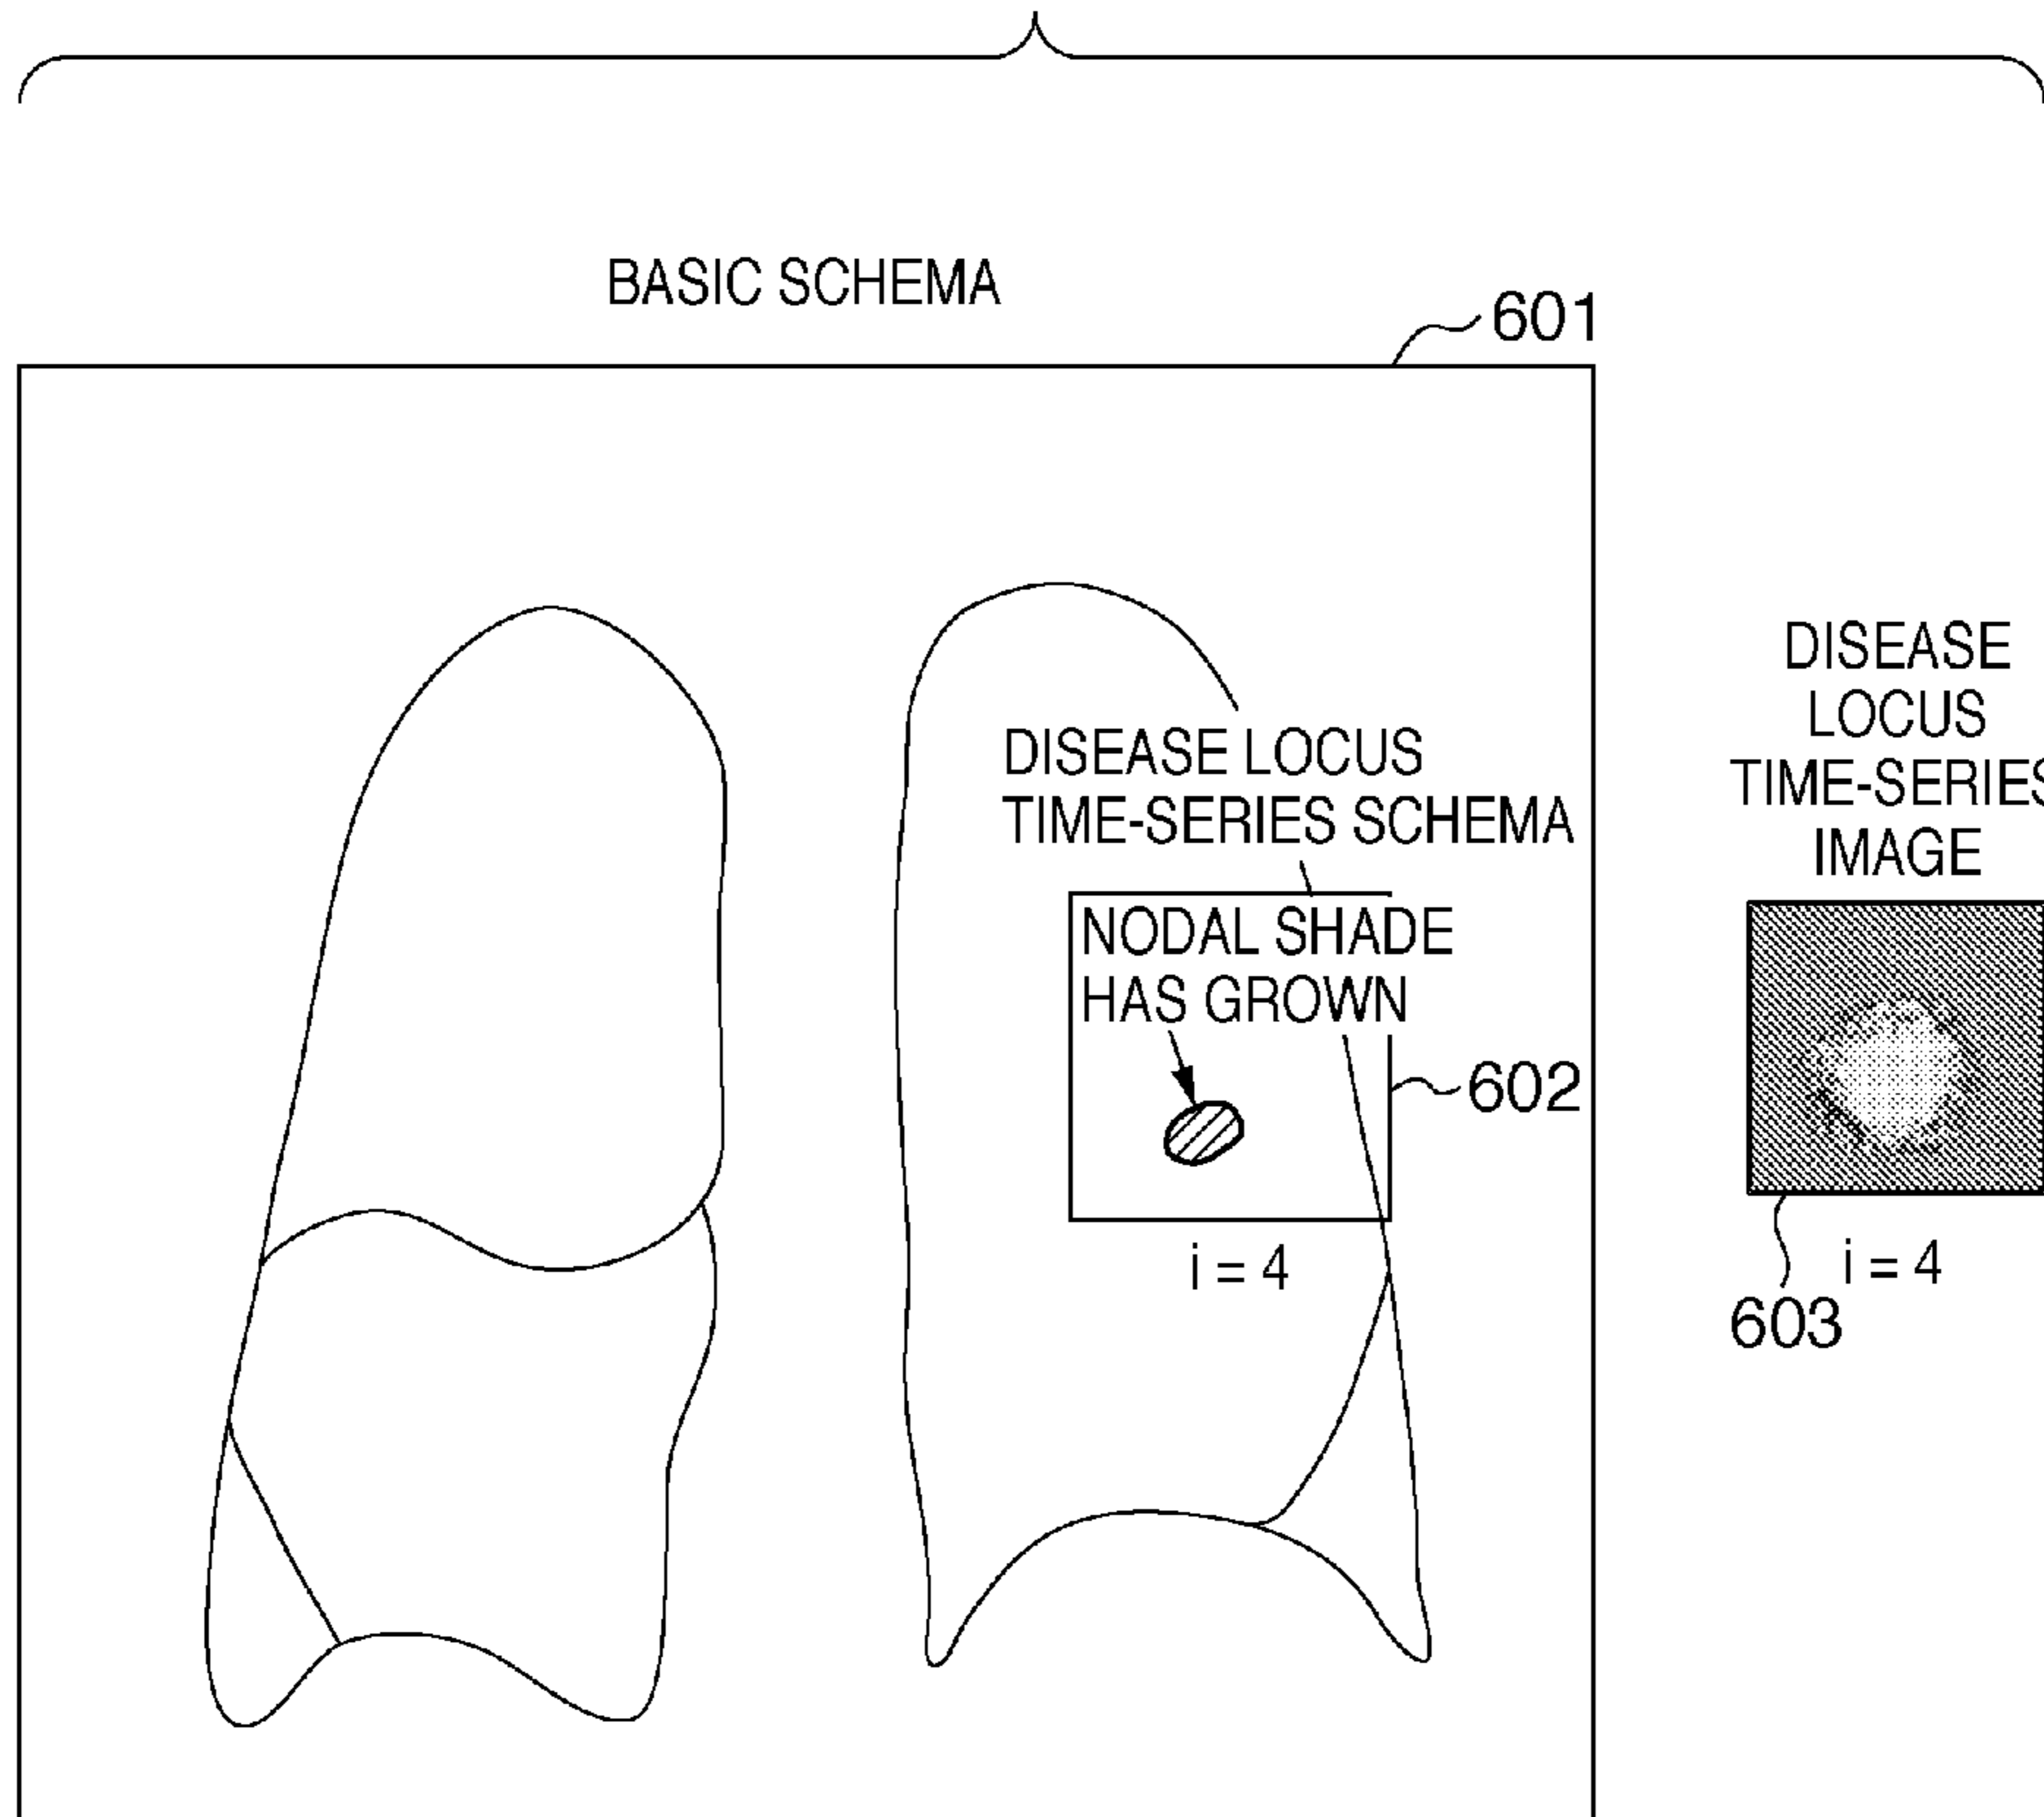 BASIC SCHEMA
601
DISEASE LOCUS
TIME-SERIES SCHEMA
NODAL SHADE
HAS GROWN
602
i = 4
DISEASE
LOCUS
TIME-SERIES
IMAGE
i = 4
603